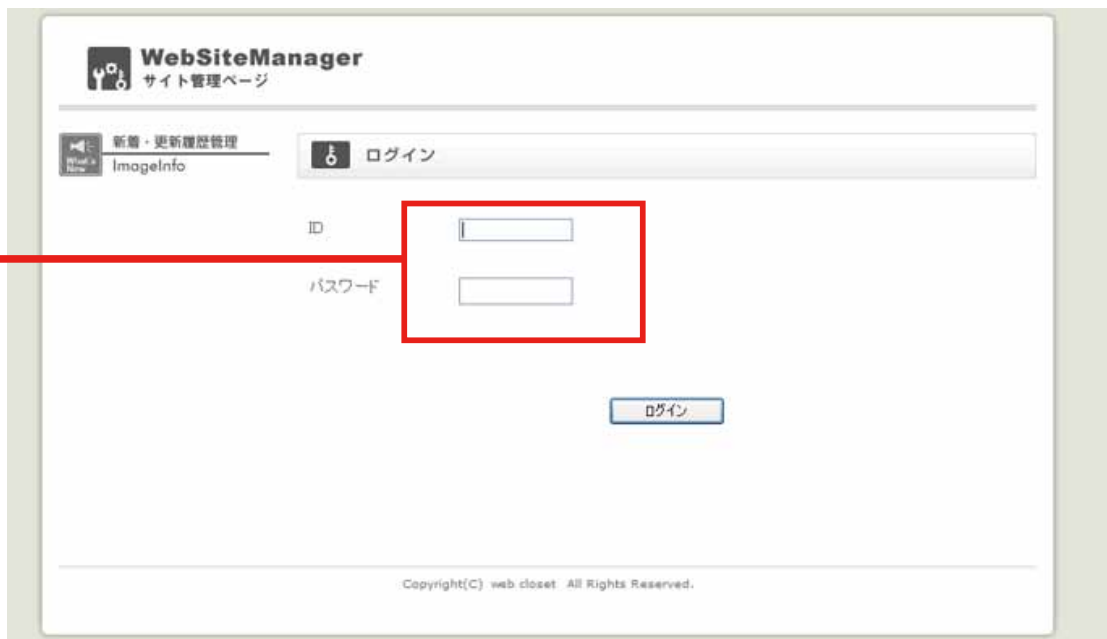 WebSiteManager
サイト管理ページ
What's
New
新着・更新履歴管理
ImageInfo
ログイン
ID
パスワード
ログイン
Copyright(C) web closet All Rights Reserved.